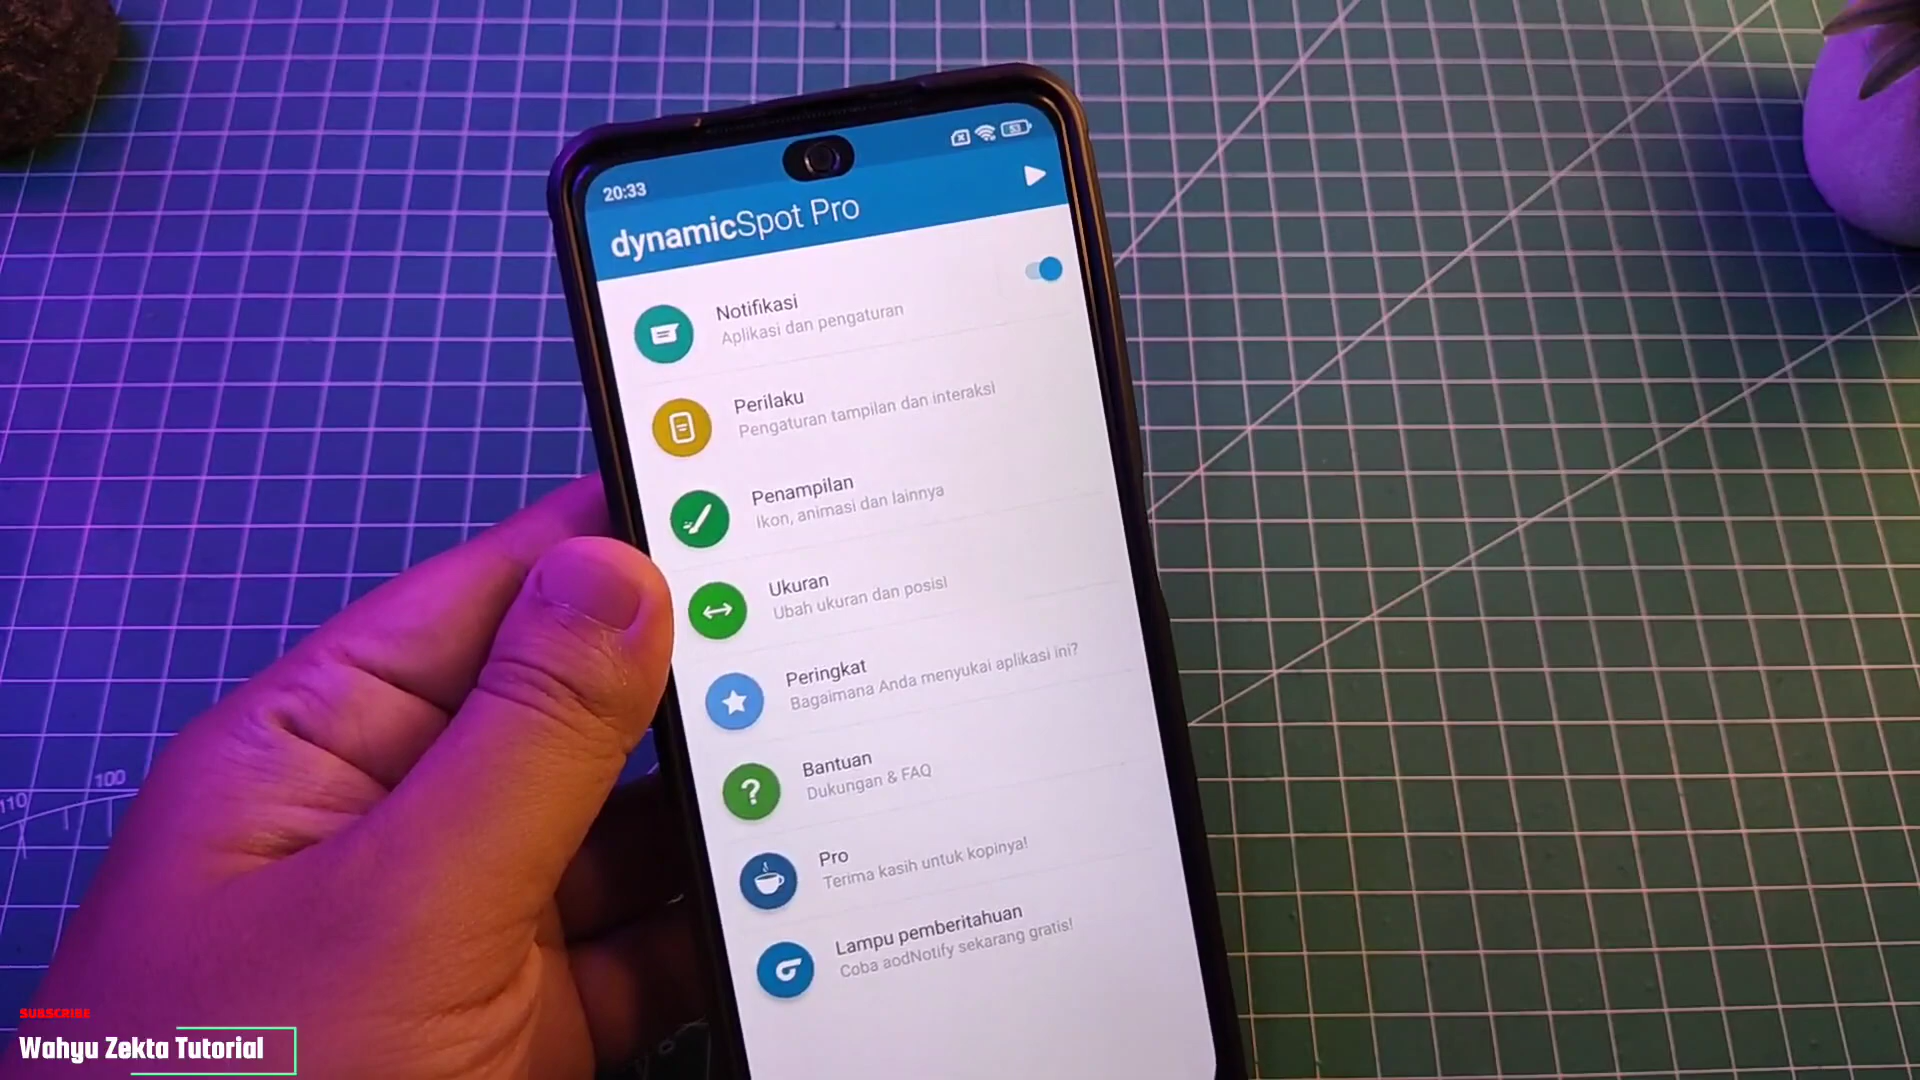 20:33
53
dynamicSpot Pro
Notifikasi
Aplikasi dan pengaturan
Perilaku
Pengaturan tampilan dan interaksi
Penampilan
Ikon, animasi dan lainnya
Ukuran
Ubah ukuran dan posisi
Peringkat
Bagaimana Anda menyukai aplikasi ini?
Bantuan
Dukungan & FAQ
Pro
Terima kasih untuk kopinya!
Lampu pemberitahuan
Coba aodNotify sekarang gratis!
110
100
SUBSCRIBE
Wahyu Zekta Tutorial